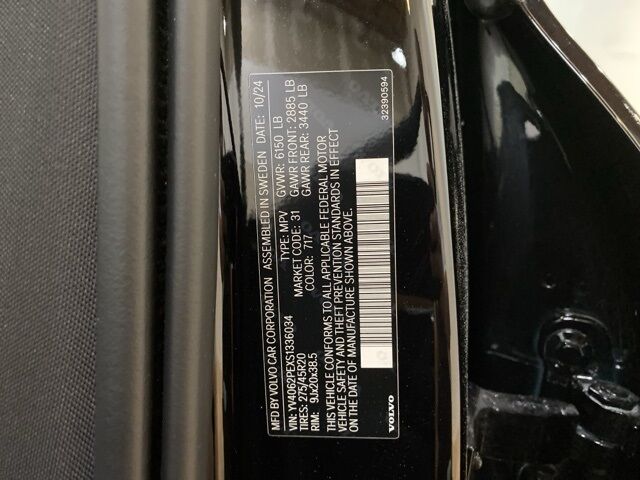 MFD BY VOLVO CAR CORPORATION ASSEMBLED IN SWEDEN DATE: 10/24
VIN: YV4062PEXS1336034 TYPE: MPV GVWR: 6150 LB
TIRES: 275/45R20 MARKET CODE: 31 GAWR FRONT: 2885 LB
RIM: 9Jx20x38.5 COLOR: 717 GAWR REAR: 3440 LB
THIS VEHICLE CONFORMS TO ALL APPLICABLE FEDERAL MOTOR
VEHICLE SAFETY AND THEFT PREVENTION STANDARDS IN EFFECT
ON THE DATE OF MANUFACTURE SHOWN ABOVE.
VOLVO 32390594